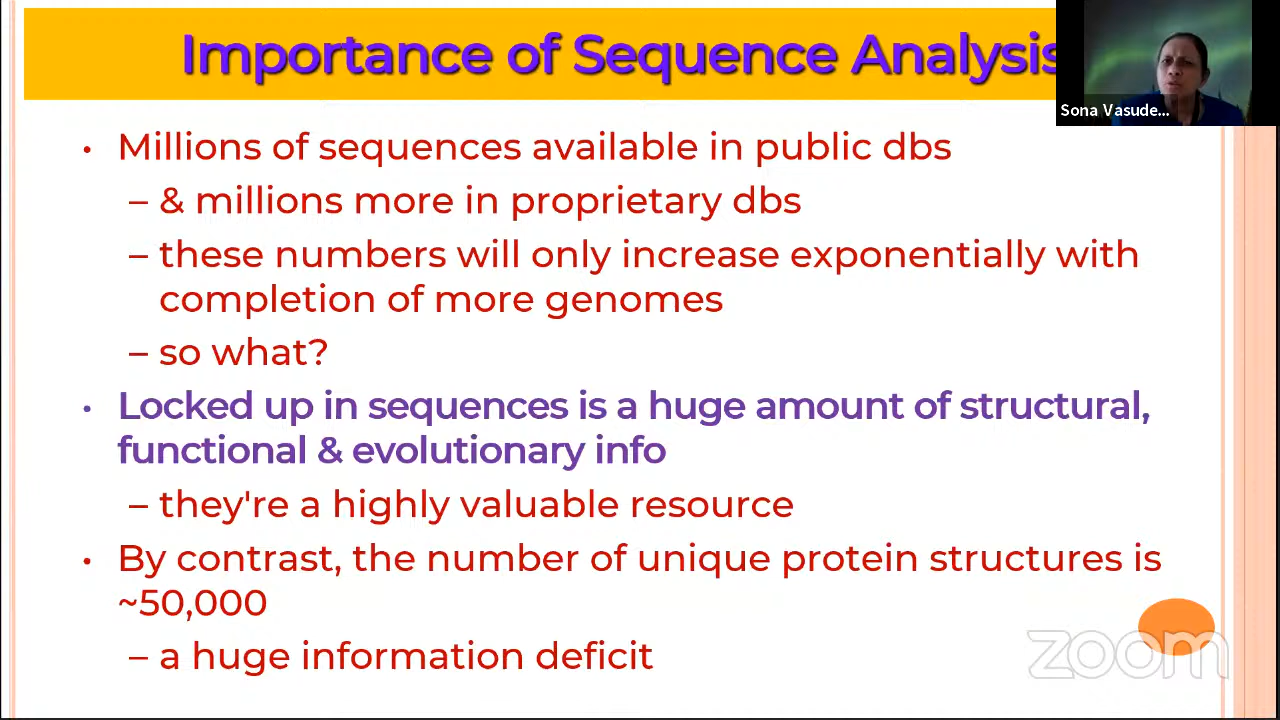 Importance of Sequence Analysis
Sona Vasude...
• Millions of sequences available in public dbs
– & millions more in proprietary dbs
– these numbers will only increase exponentially with
completion of more genomes
– so what?
• Locked up in sequences is a huge amount of structural,
functional & evolutionary info
– they're a highly valuable resource
• By contrast, the number of unique protein structures is
~50,000
– a huge information deficit
zoom